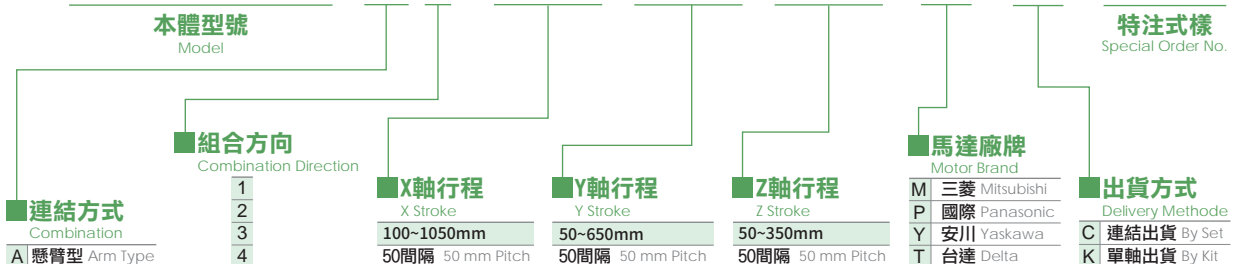 本體型號
Model
特注式樣
Special Order No.
組合方向
Combination Direction
1
2
3
4
馬達廠牌
Motor Brand
M 三菱 Mitsubishi
P 國際 Panasonic
Y 安川 Yaskawa
T 台達 Delta
連結方式
Combination
A 懸臂型 Arm Type
X軸行程
X Stroke
100~1050mm
50間隔 50 mm Pitch
Y軸行程
Y Stroke
50~650mm
50間隔 50 mm Pitch
Z軸行程
Z Stroke
50~350mm
50間隔 50 mm Pitch
出貨方式
Delivery Methode
C 連結出貨 By Set
K 單軸出貨 By Kit